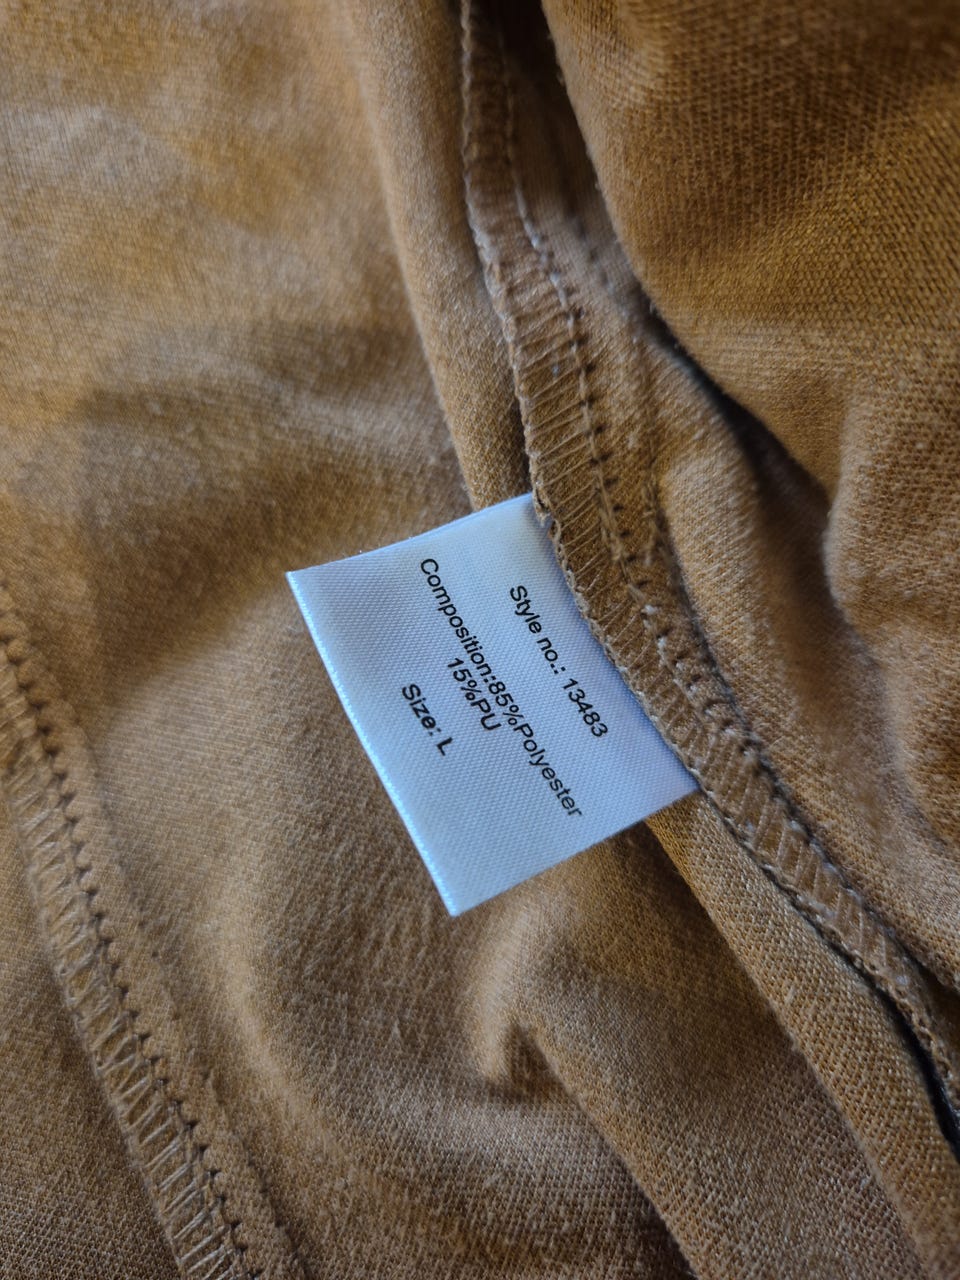 Style no.: 13483
Composition:85%Polyester
15%PU
Size: L